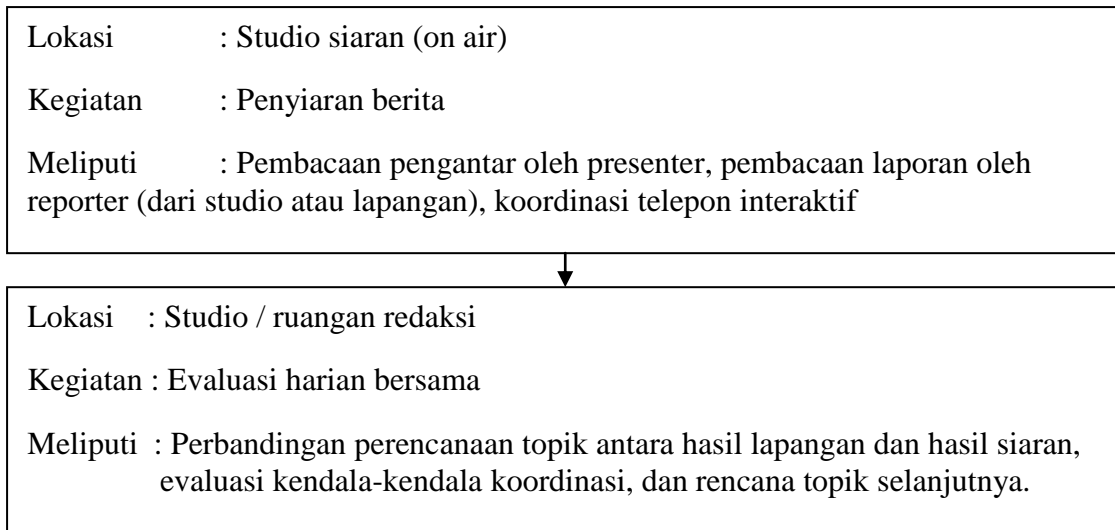 Lokasi : Studio siaran (on air)
Kegiatan : Penyiaran berita
Meliputi : Pembacaan pengantar oleh presenter, pembacaan laporan oleh
reporter (dari studio atau lapangan), koordinasi telepon interaktif
Lokasi : Studio / ruangan redaksi
Kegiatan : Evaluasi harian bersama
Meliputi : Perbandingan perencanaan topik antara hasil lapangan dan hasil siaran,
evaluasi kendala-kendala koordinasi, dan rencana topik selanjutnya.